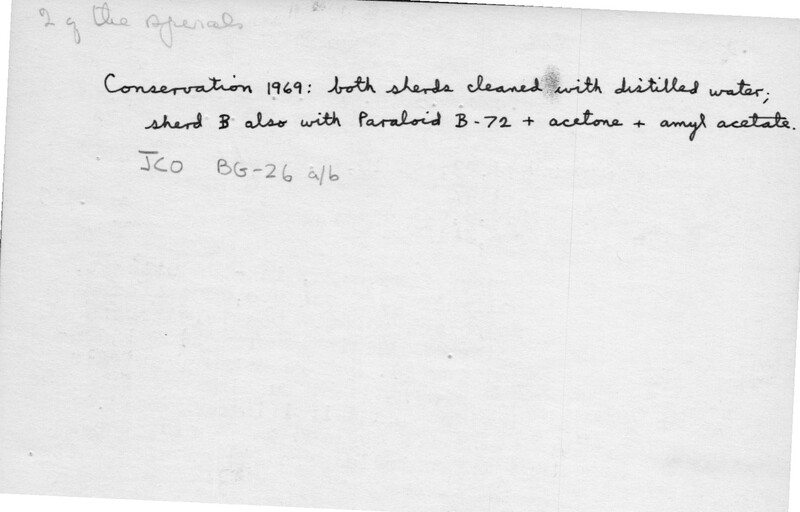 2 of the specials
Conservation 1969: both sherds cleaned with distilled water;
sherd B also with Paraloid B-72 + acetone + amyl acetate.
JCO BG-26 a/b